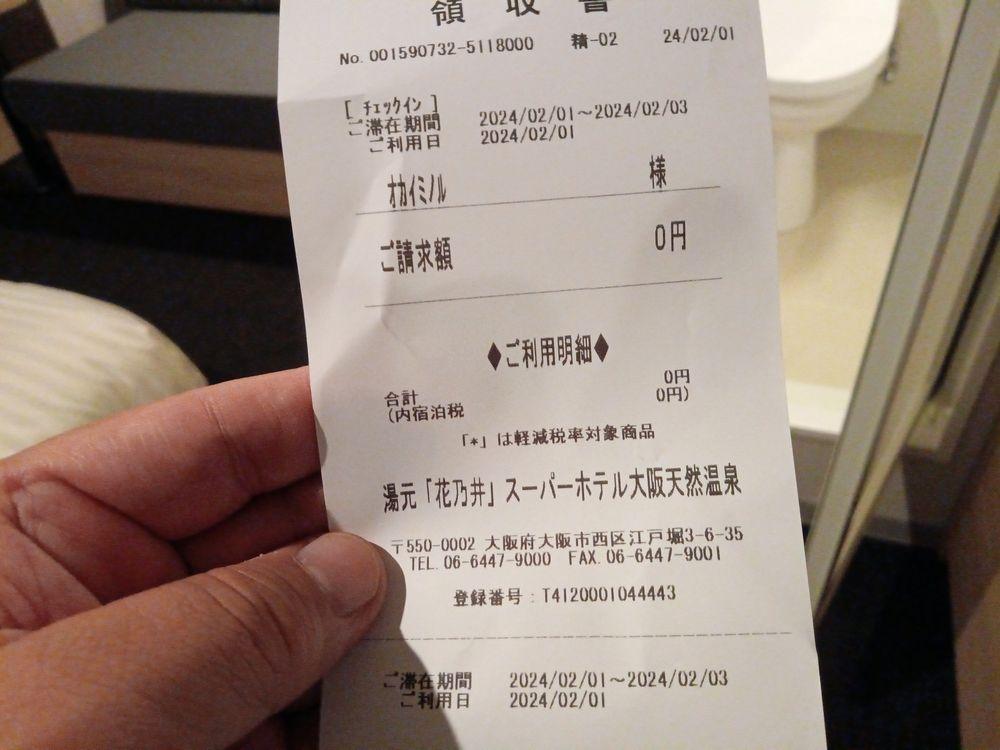 領収書
No. 001590732-5118000 精-02 24/02/01
[ ﾁｪｯｸｲﾝ ]
ご滞在期間 2024/02/01～2024/02/03
ご利用日 2024/02/01
ｵｶｲﾐﾉﾙ 様
ご請求額 0円
◆ご利用明細◆
合計 0円
(内宿泊税 0円)
「*」は軽減税率対象商品
湯元「花乃井」スーパーホテル大阪天然温泉
〒550-0002 大阪府大阪市西区江戸堀3-6-35
TEL. 06-6447-9000 FAX. 06-6447-9001
登録番号 : T4120001044443
ご滞在期間 2024/02/01～2024/02/03
ご利用日 2024/02/01